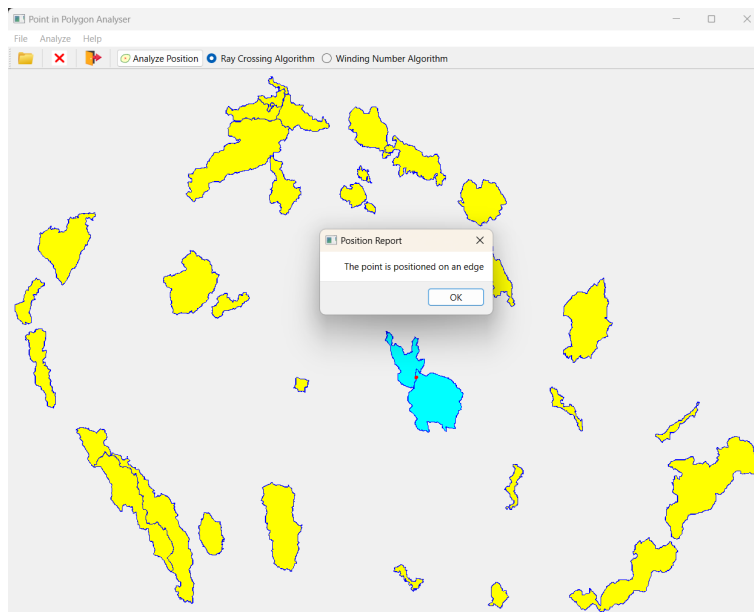 Point in Polygon Analyser
File Analyze Help
Analyze Position Ray Crossing Algorithm Winding Number Algorithm
Position Report
The point is positioned on an edge
OK